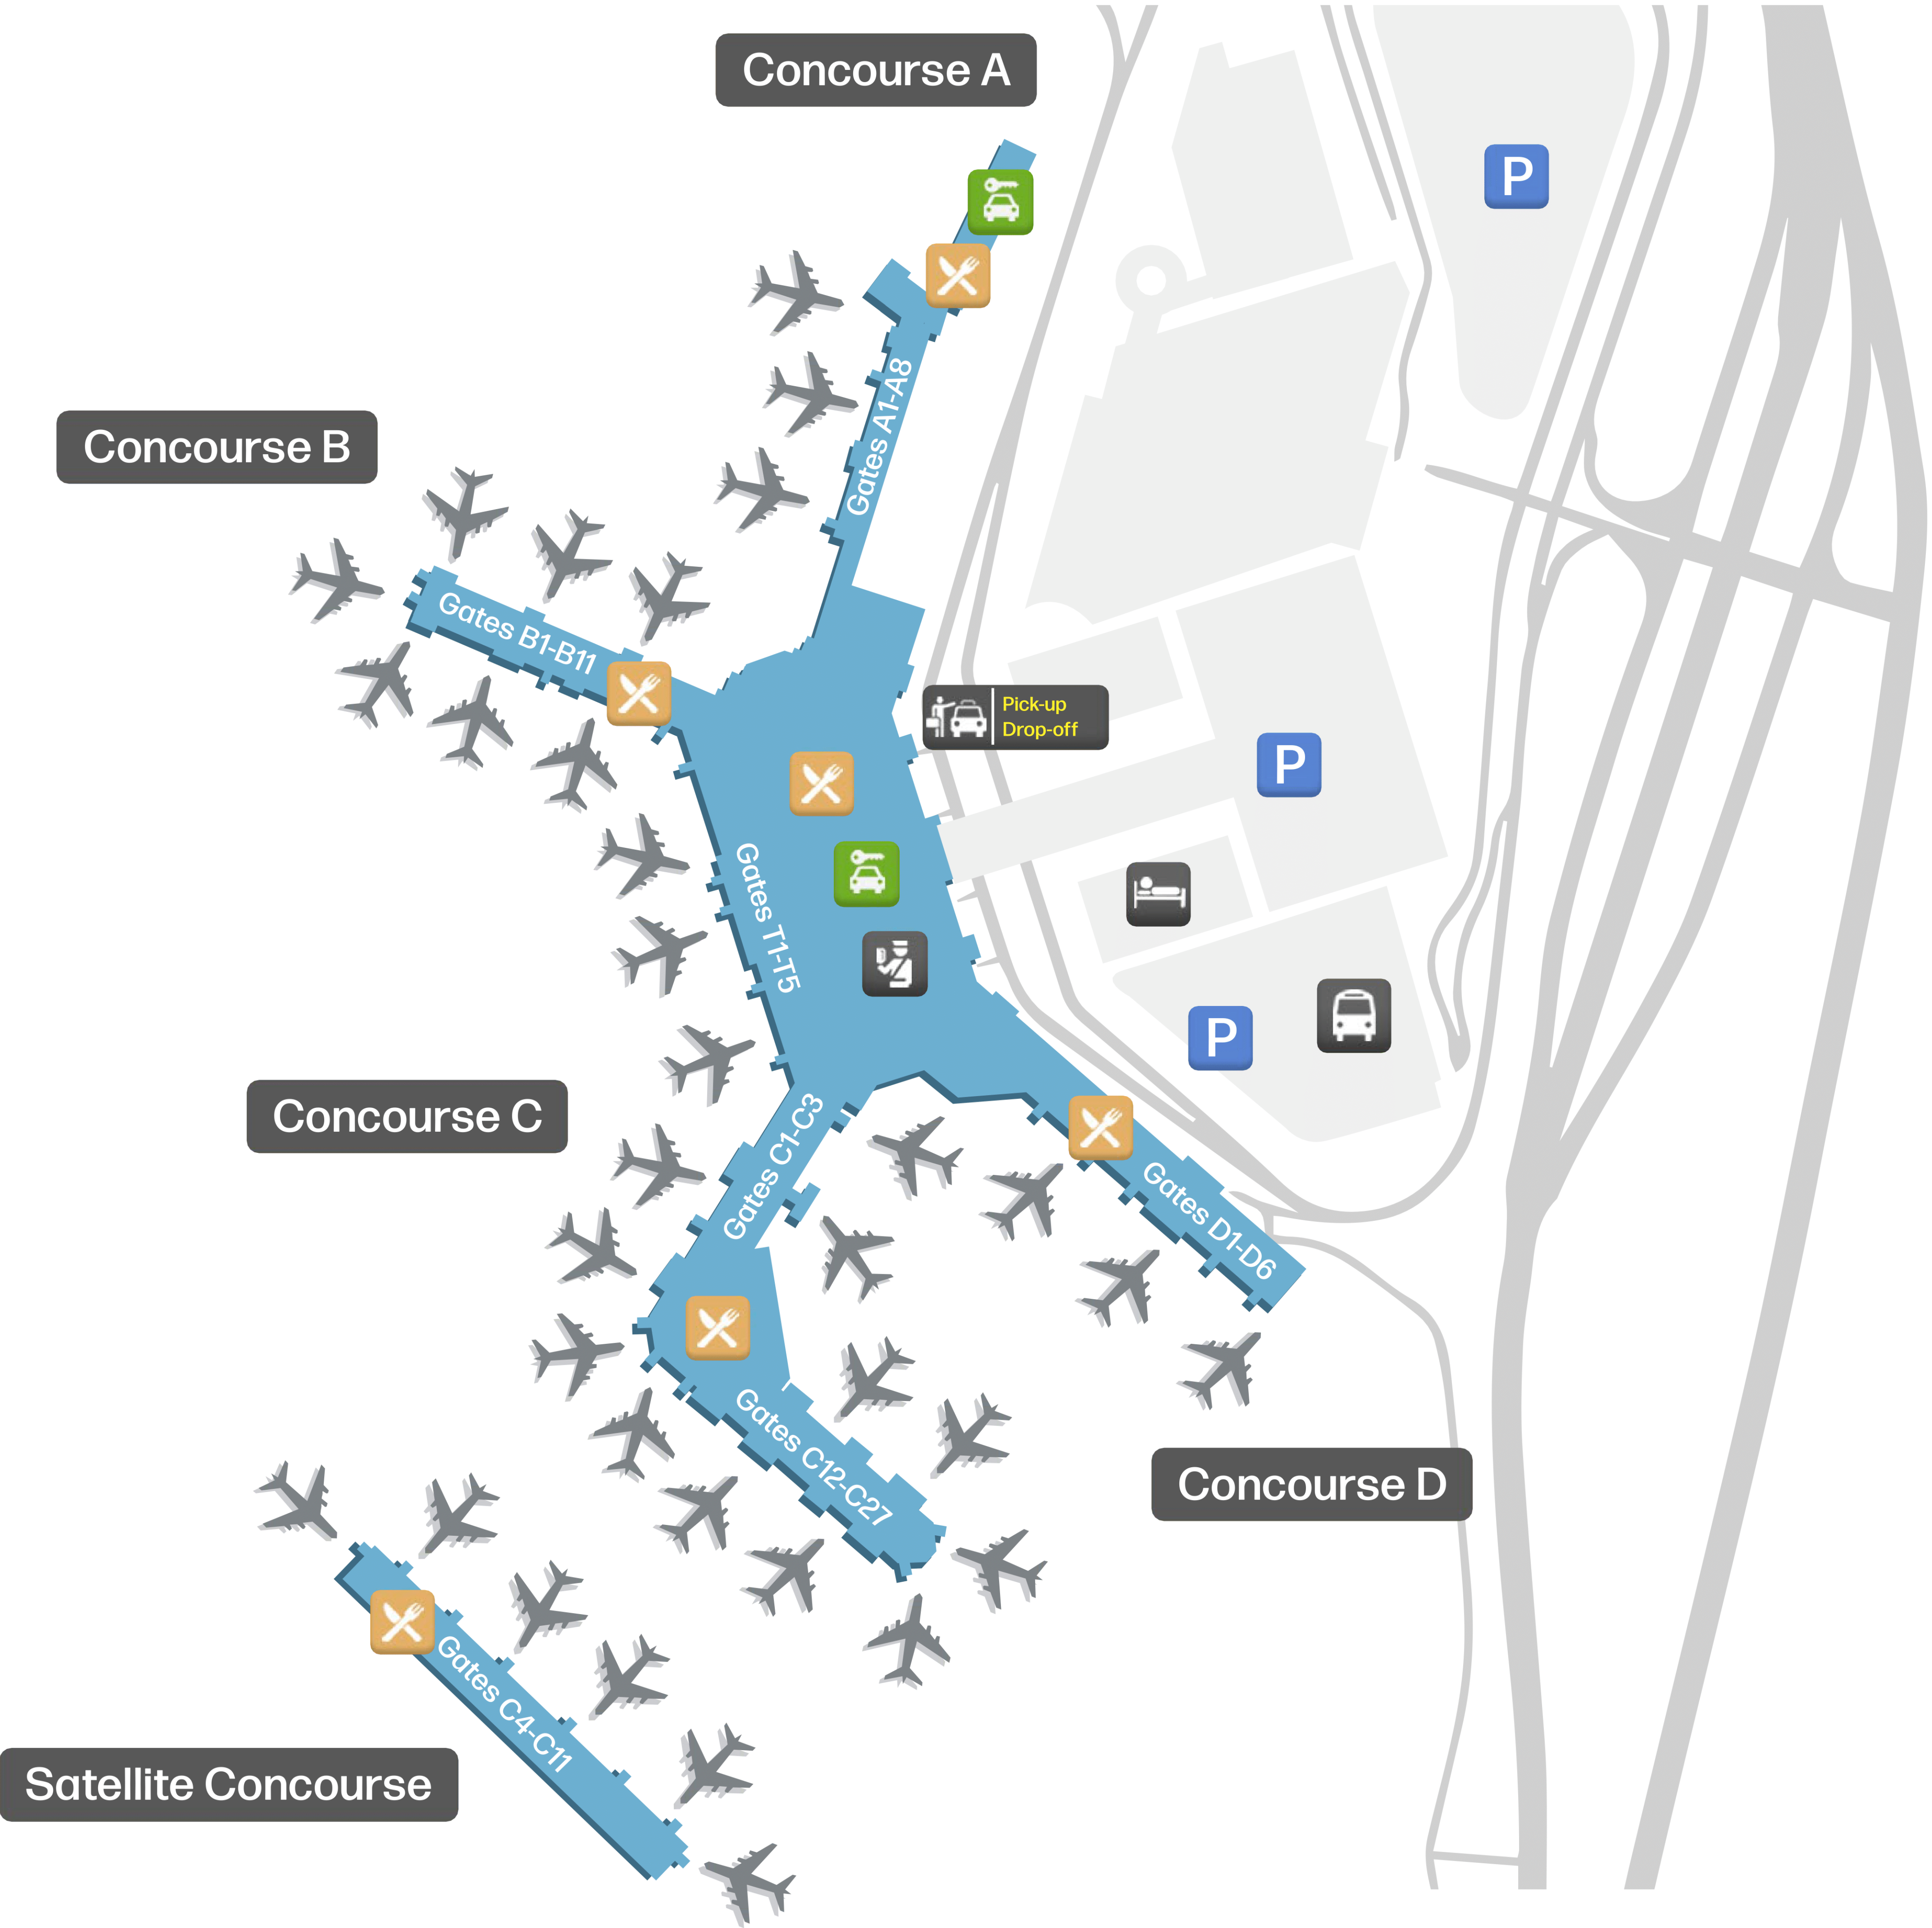 Concourse A
P
Gates A1-A8
Concourse B
Gates B1-B11
Pick-up
Drop-off
P
Gates T1-T5
P
Concourse C
Gates C1-C3
Gates D1-D6
Gates C12-C27
Concourse D
Gates C4-C11
Satellite Concourse